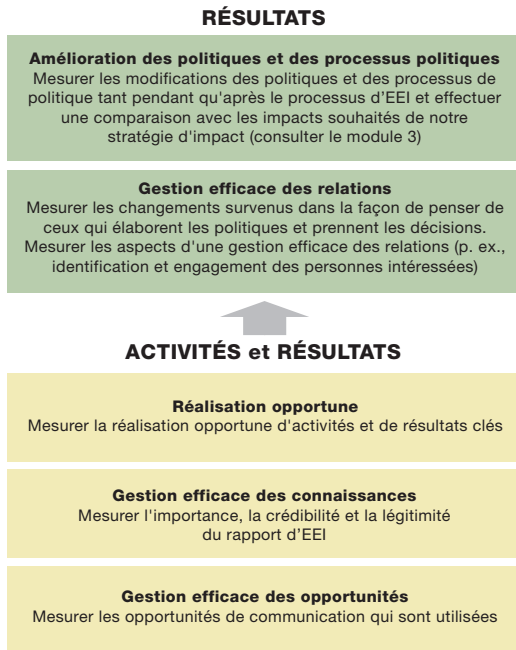 RÉSULTATS
Amélioration des politiques et des processus politiques
Mesurer les modifications des politiques et des processus de
politique tant pendant qu'après le processus d'EEI et effectuer
une comparaison avec les impacts souhaités de notre
stratégie d'impact (consulter le module 3)
Gestion efficace des relations
Mesurer les changements survenus dans la façon de penser de
ceux qui élaborent les politiques et prennent les décisions.
Mesurer les aspects d'une gestion efficace des relations (p. ex.,
identification et engagement des personnes intéressées)
ACTIVITÉS et RÉSULTATS
Réalisation opportune
Mesurer la réalisation opportune d'activités et de résultats clés
Gestion efficace des connaissances
Mesurer l'importance, la crédibilité et la légitimité
du rapport d'EEI
Gestion efficace des opportunités
Mesurer les opportunités de communication qui sont utilisées